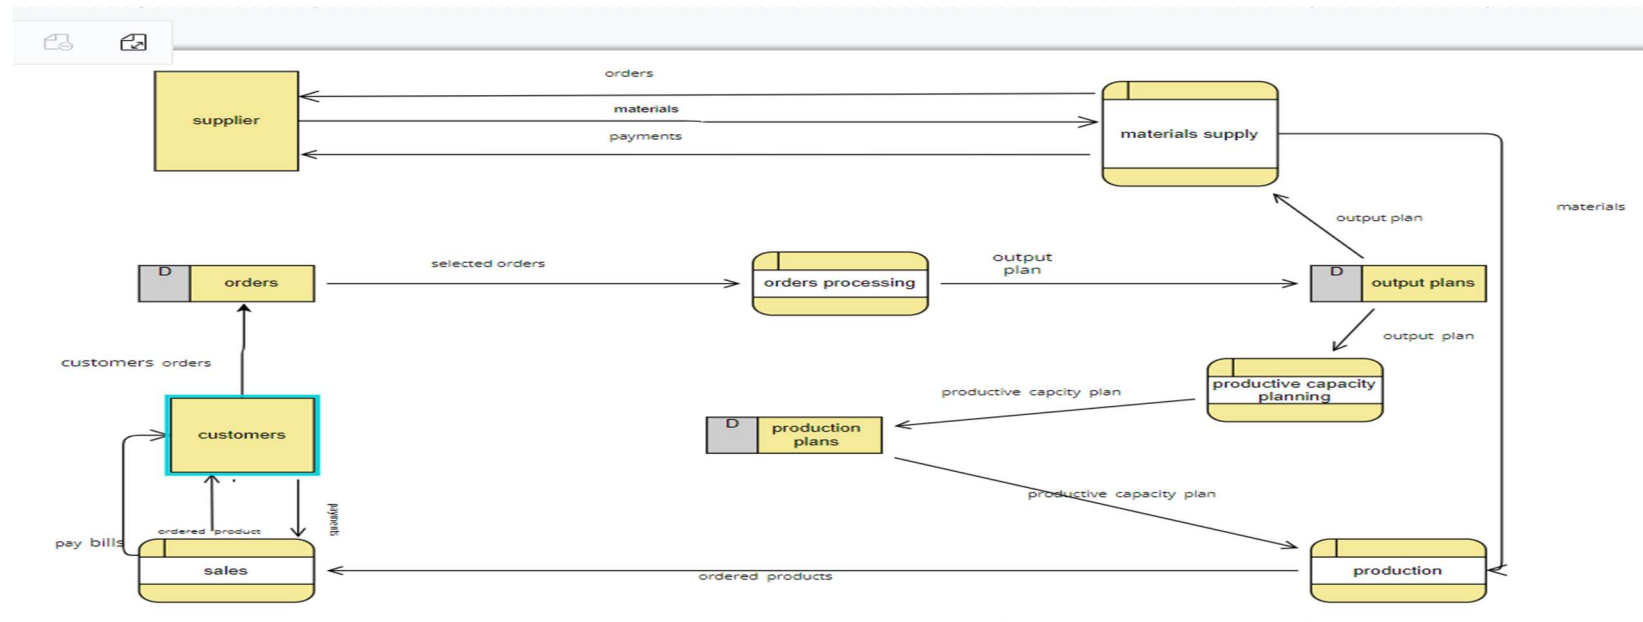 orders
supplier
materials
payments
materials supply
materials
output plan
D
orders
selected orders
orders processing
output
plan
D
output plans
customers orders
output plan
productive capacity
planning
productive capcity plan
D
production
plans
customers
productive capacity plan
payments
ordered product
pay bills
sales
ordered products
production